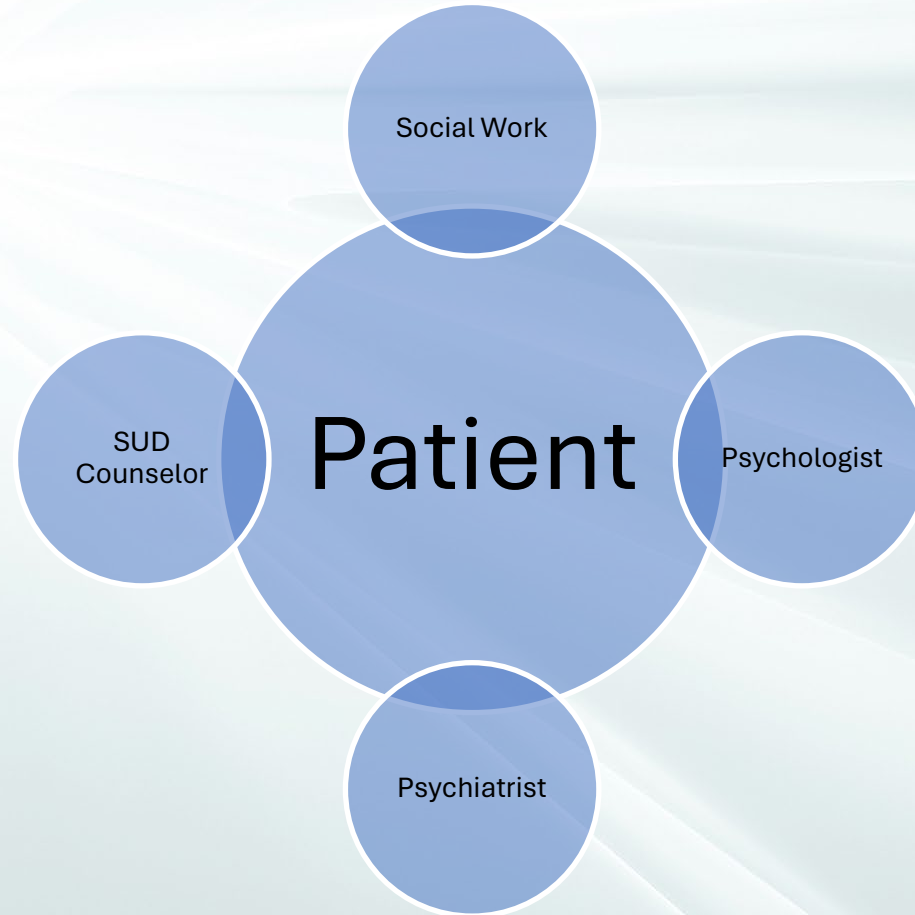 Social Work
SUD
Counselor
Patient
Psychologist
Psychiatrist